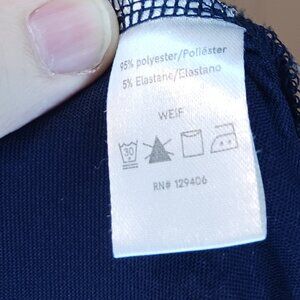 95% polyester/Poliéster
5% Elastane/Elastano
WEIF
30
RN# 129406